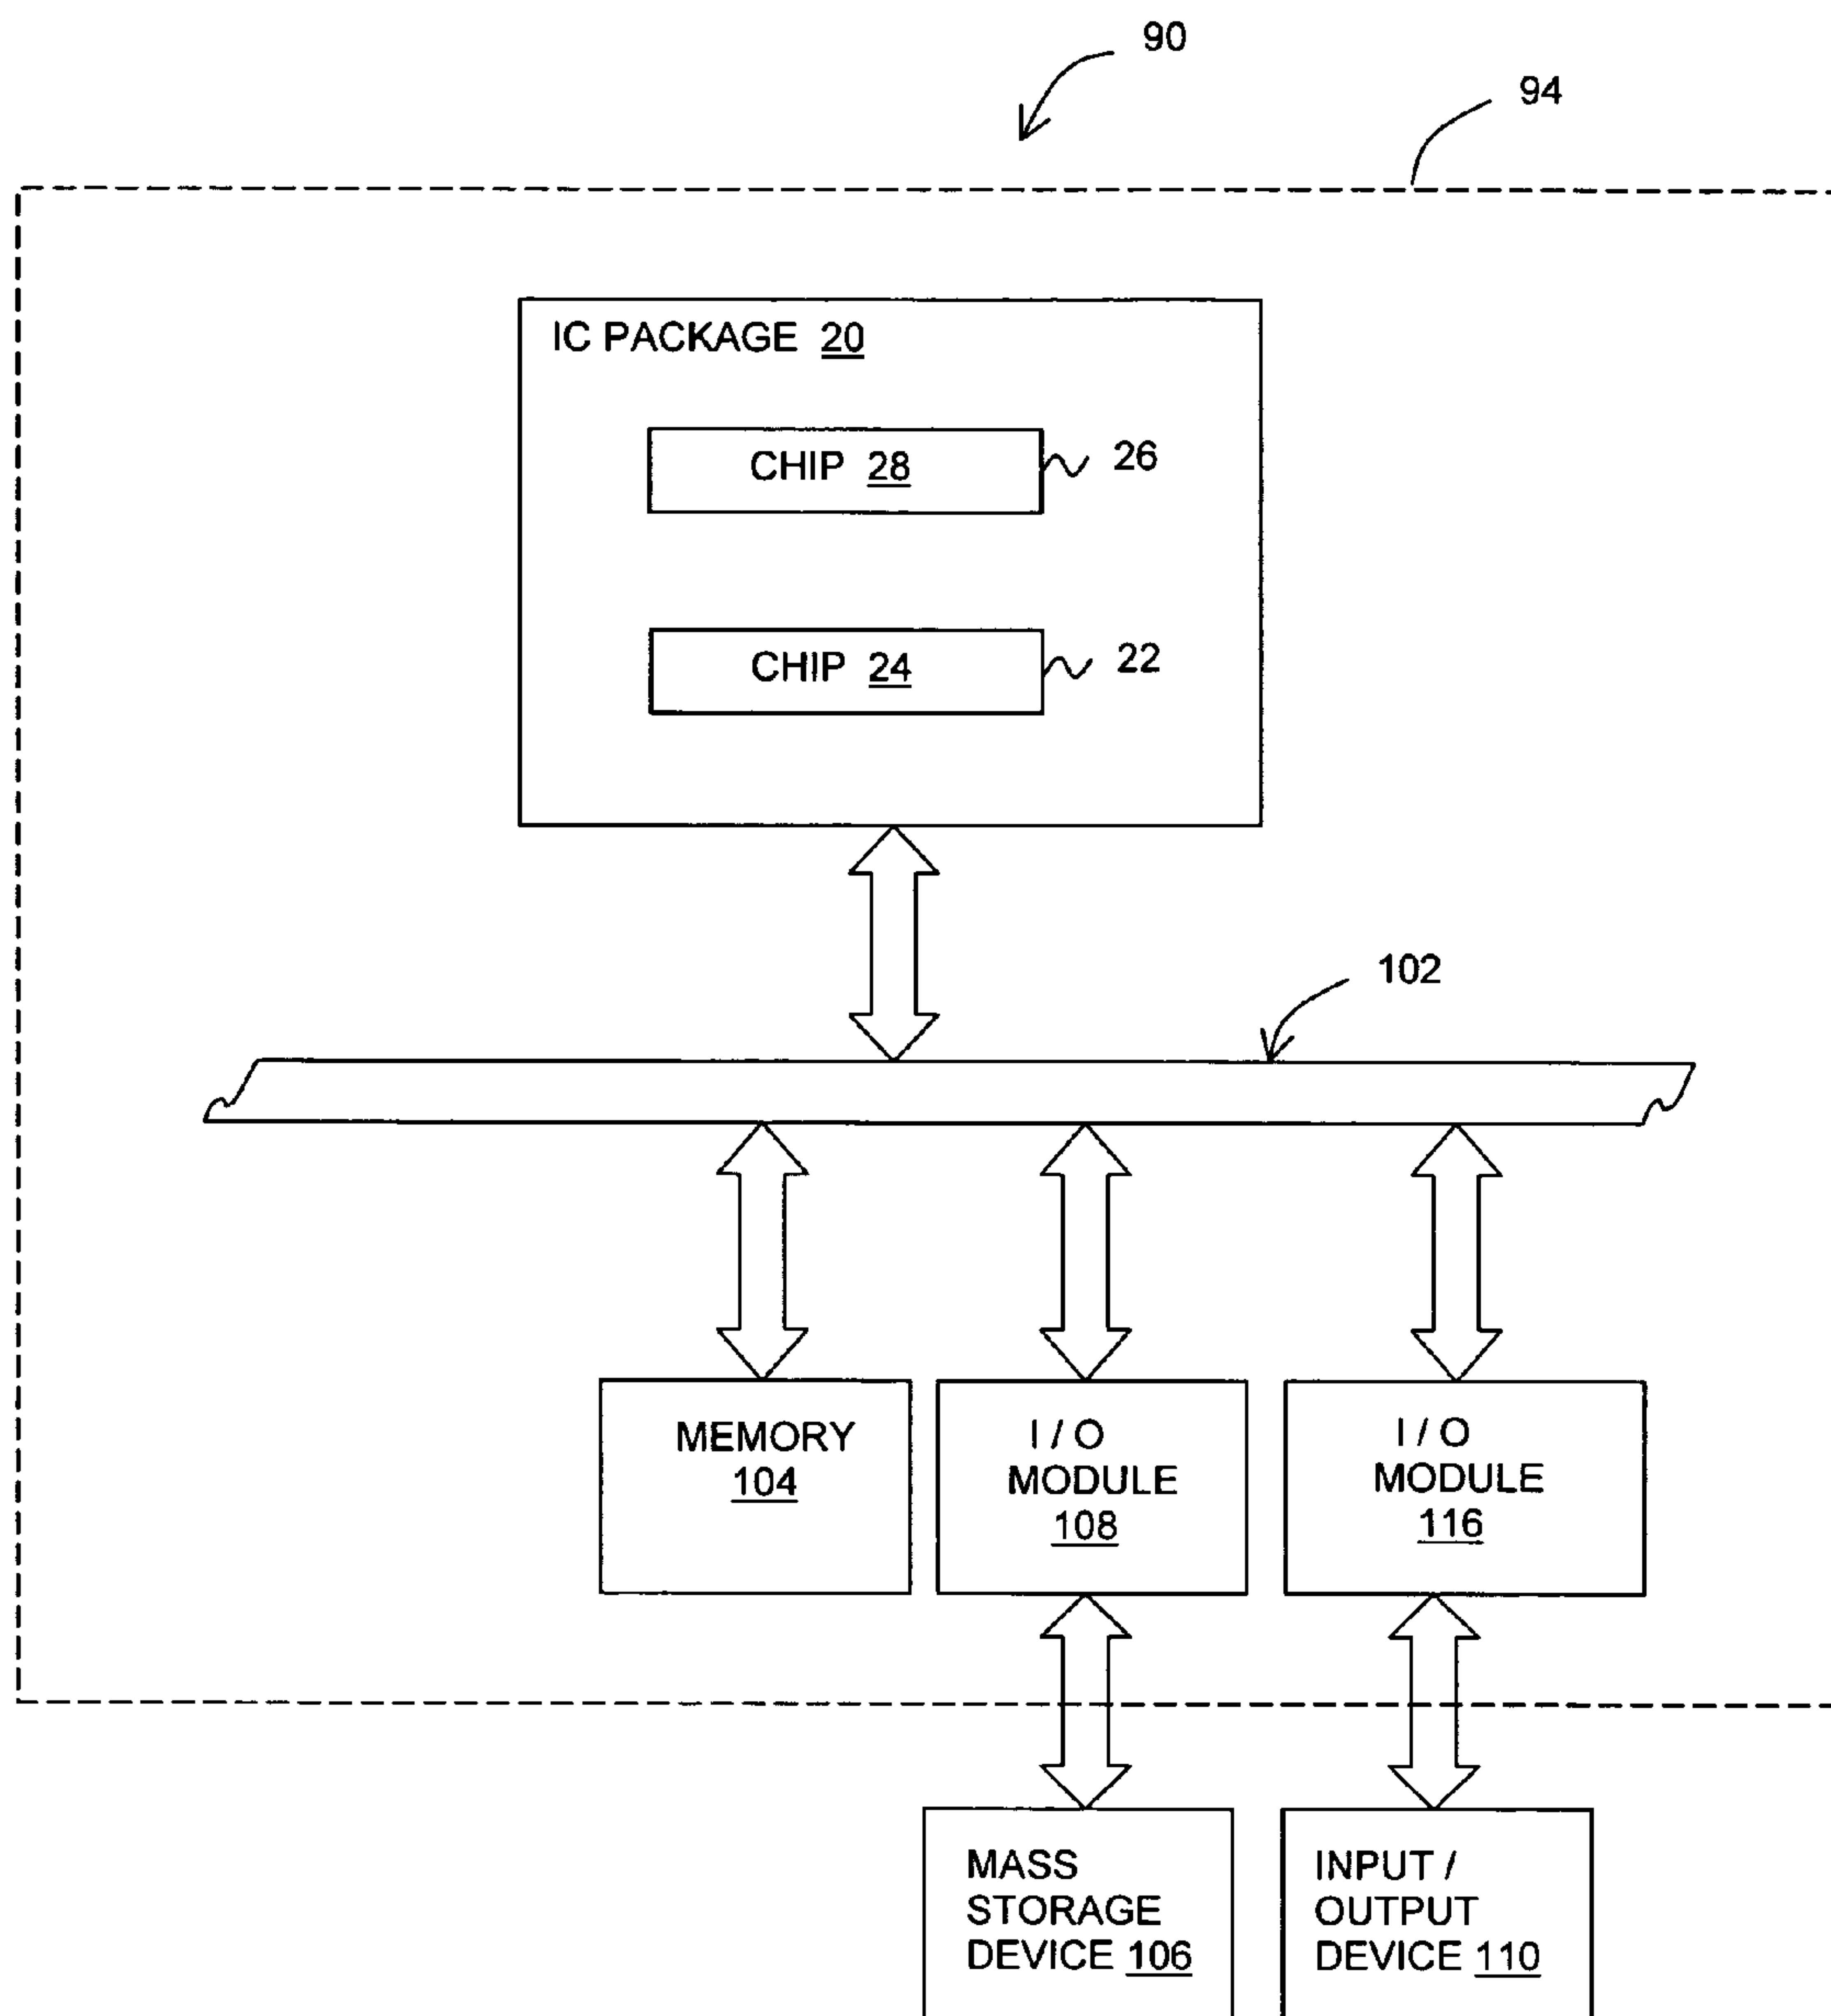 90
94
IC PACKAGE 20
CHIP 28
26
CHIP 24
22
102
MEMORY
104
I / O
MODULE
108
I / O
MODULE
116
MASS
STORAGE
DEVICE 106
INPUT /
OUTPUT
DEVICE 110